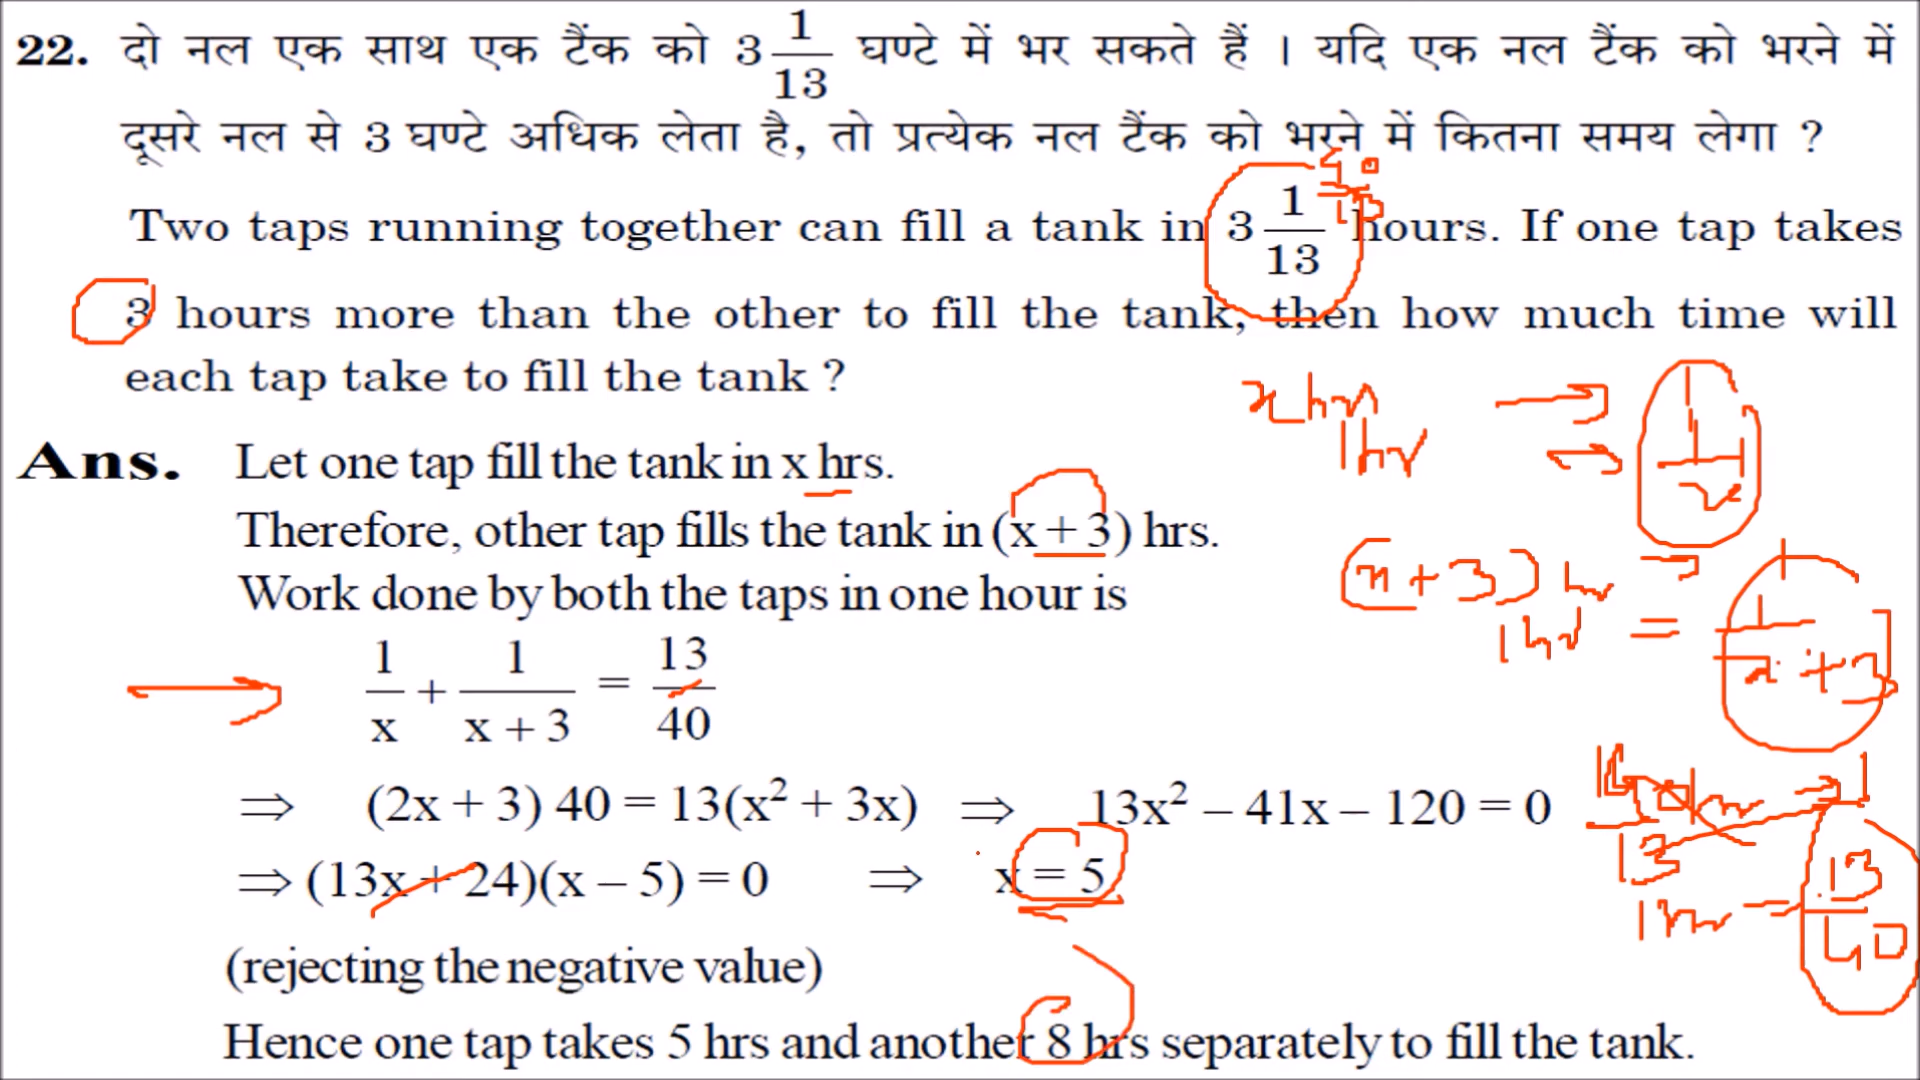 22. दो नल एक साथ एक टैंक को 3 1/13 घण्टे में भर सकते हैं । यदि एक नल टैंक को भरने में
दूसरे नल से 3 घण्टे अधिक लेता है, तो प्रत्येक नल टैंक को भरने में कितना समय लेगा ?
40/13
Two taps running together can fill a tank in 3 1/13 hours. If one tap takes
3 hours more than the other to fill the tank, then how much time will
each tap take to fill the tank ?
x hr → 1
1hr ⇒ 1/x
Ans. Let one tap fill the tank in x hrs.
Therefore, other tap fills the tank in (x + 3) hrs.
(x + 3) hr → 1
1hr = 1/x + 3
Work done by both the taps in one hour is
1/x + 1/x + 3 = 13/40
⇒ (2x + 3) 40 = 13(x² + 3x) ⇒ 13x² – 41x – 120 = 0
40/13 hr → 1
1hr = 13/40
⇒ (13x + 24)(x – 5) = 0 ⇒ x = 5
(rejecting the negative value)
Hence one tap takes 5 hrs and another 8 hrs separately to fill the tank.